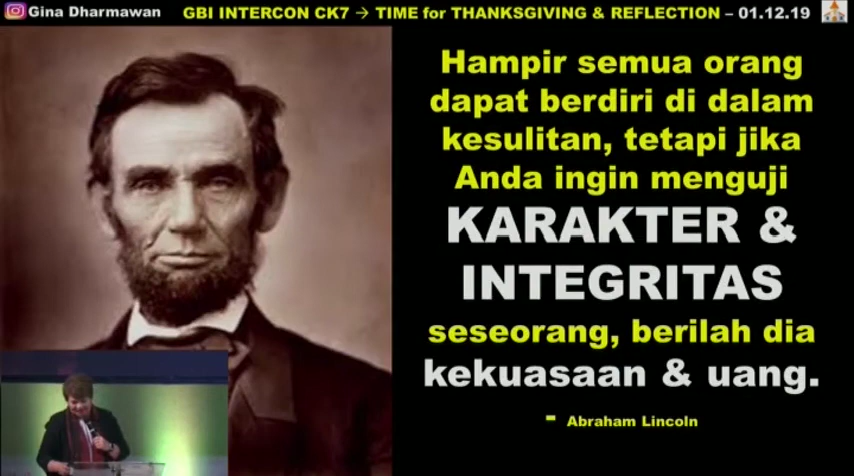 Gina Dharmawan
GBI INTERCON CK7 → TIME for THANKSGIVING & REFLECTION – 01.12.19
Hampir semua orang
dapat berdiri di dalam
kesulitan, tetapi jika
Anda ingin menguji
KARAKTER &
INTEGRITAS
seseorang, berilah dia
kekuasaan & uang.
- Abraham Lincoln